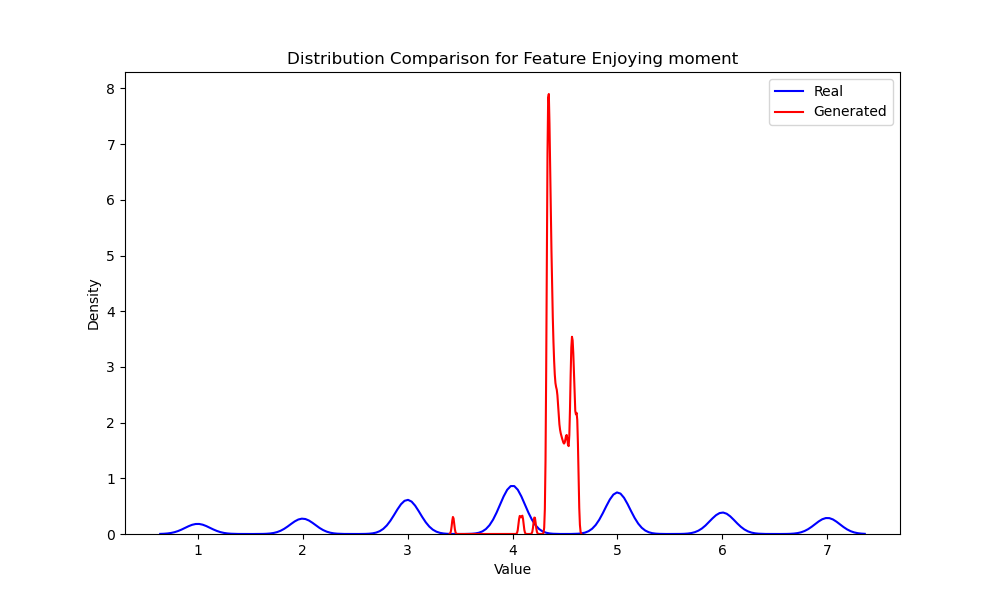 Distribution Comparison for Feature Enjoying moment
Real
Generated
8
7
6
5
4
3
2
1
0
Density
1 2 3 4 5 6 7
Value